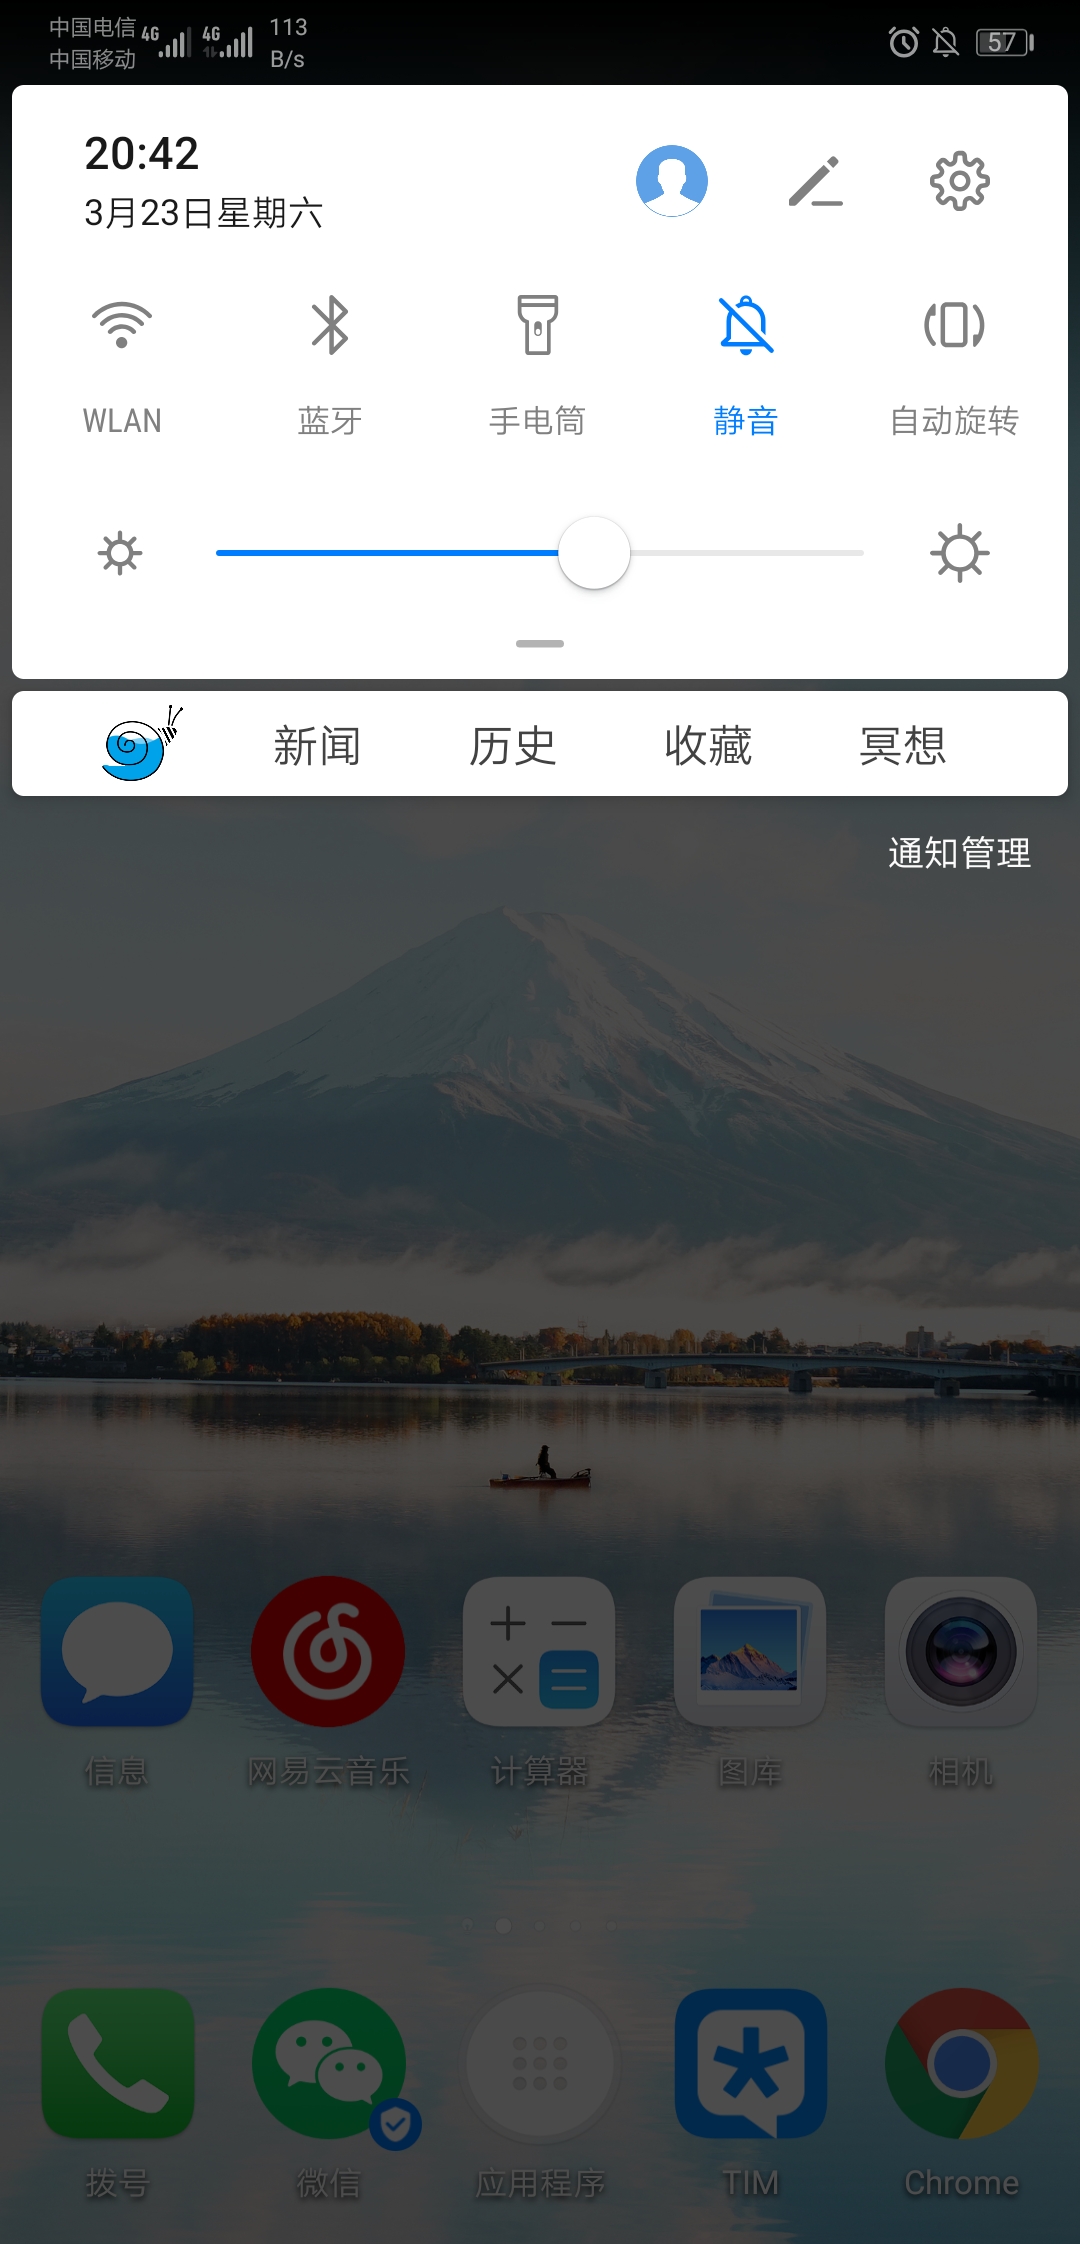 中国电信 4G 4G 113
中国移动 B/s
57
20:42
3月23日星期六
WLAN 蓝牙 手电筒 静音 自动旋转
新闻 历史 收藏 冥想
通知管理
信息 网易云音乐 计算器 图库 相机
拨号 微信 应用程序 TIM Chrome